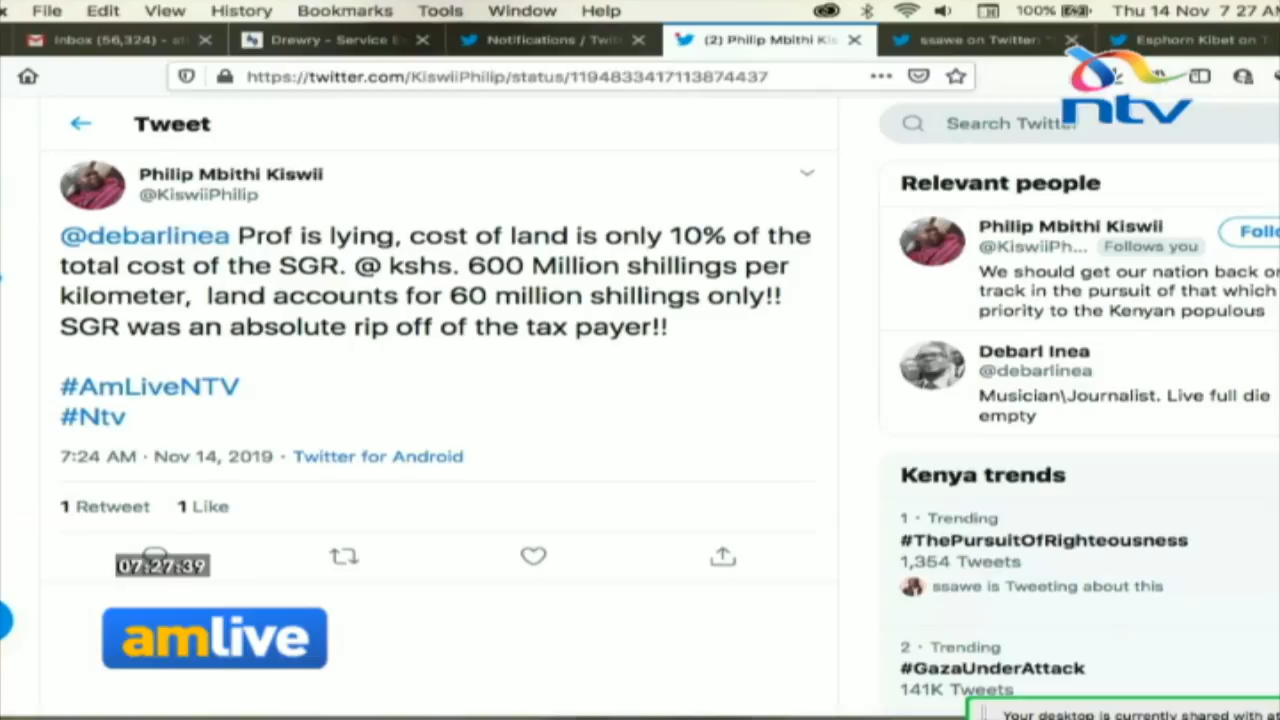 File Edit View History Bookmarks Tools Window Help 100% Thu 14 Nov 7 27 AM
Inbox (56,324) Drewry - Service Notifications / Twit (2) Philip Mbithi Kis ssawe on Twitter: Esphorn Kibet on
https://twitter.com/KiswiiPhilip/status/1194833417113874437
ntv
Tweet
Search Twitter
Philip Mbithi Kiswii
@KiswiiPhilip
@debarlinea Prof is lying, cost of land is only 10% of the
total cost of the SGR. @ kshs. 600 Million shillings per
kilometer, land accounts for 60 million shillings only!!
SGR was an absolute rip off of the tax payer!!
#AmLiveNTV
#Ntv
7:24 AM · Nov 14, 2019 · Twitter for Android
1 Retweet 1 Like
07:27:39
amlive
Relevant people
Philip Mbithi Kiswii
@KiswiiPh... Follows you
Follo
We should get our nation back on
track in the pursuit of that which
priority to the Kenyan populous
Debarl Inea
@debarlinea
Musician\Journalist. Live full die
empty
Kenya trends
1 · Trending
#ThePursuitOfRighteousness
1,354 Tweets
ssawe is Tweeting about this
2 · Trending
#GazaUnderAttack
141K Tweets
Your desktop is currently shared with